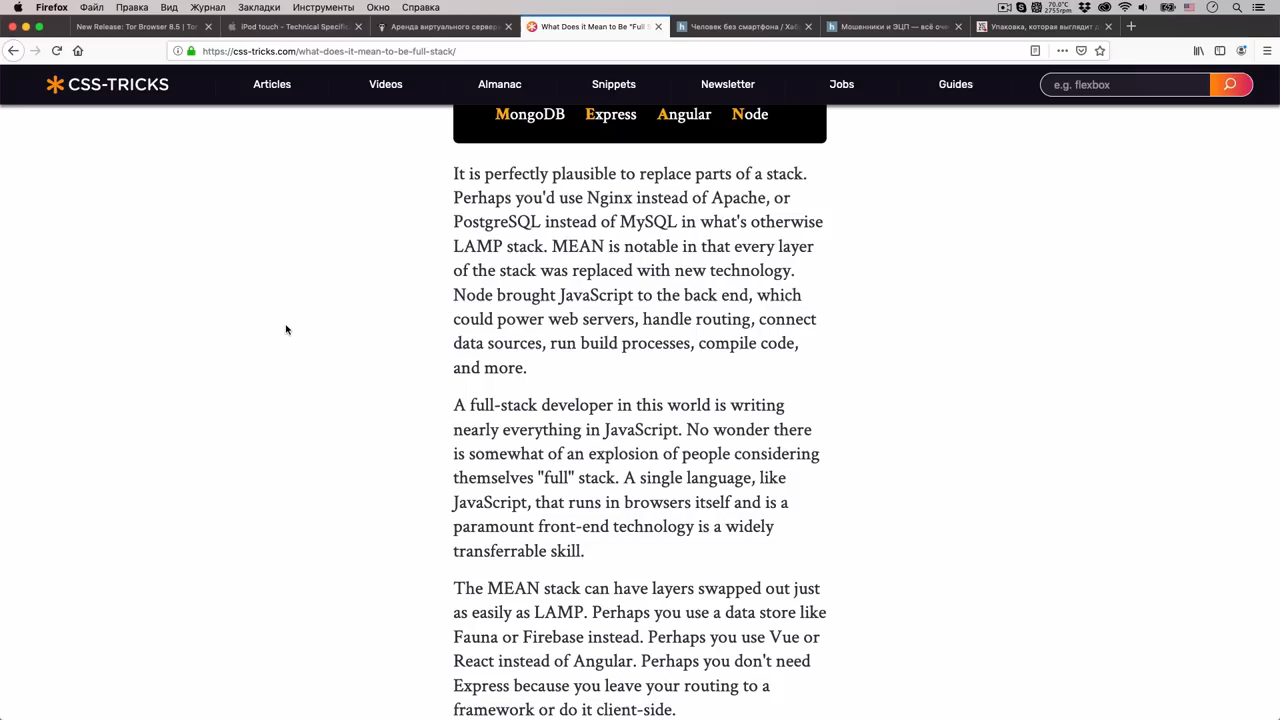 Firefox Файл Правка Вид Журнал Закладки Инструменты Окно Справка 70.0°C 2755rpm
New Release: Tor Browser 8.5 | Tor
iPod touch - Technical Specific
Аренда виртуального сервера
What Does it Mean to Be "Full S
Человек без смартфона / Хаб
Мошенники и ЭЦП — всё оче
Упаковка, которая выглядит д
https://css-tricks.com/what-does-it-mean-to-be-full-stack/
CSS-TRICKS Articles Videos Almanac Snippets Newsletter Jobs Guides e.g. flexbox
MongoDB Express Angular Node
It is perfectly plausible to replace parts of a stack.
Perhaps you'd use Nginx instead of Apache, or
PostgreSQL instead of MySQL in what's otherwise
LAMP stack. MEAN is notable in that every layer
of the stack was replaced with new technology.
Node brought JavaScript to the back end, which
could power web servers, handle routing, connect
data sources, run build processes, compile code,
and more.
A full-stack developer in this world is writing
nearly everything in JavaScript. No wonder there
is somewhat of an explosion of people considering
themselves "full" stack. A single language, like
JavaScript, that runs in browsers itself and is a
paramount front-end technology is a widely
transferrable skill.
The MEAN stack can have layers swapped out just
as easily as LAMP. Perhaps you use a data store like
Fauna or Firebase instead. Perhaps you use Vue or
React instead of Angular. Perhaps you don't need
Express because you leave your routing to a
framework or do it client-side.